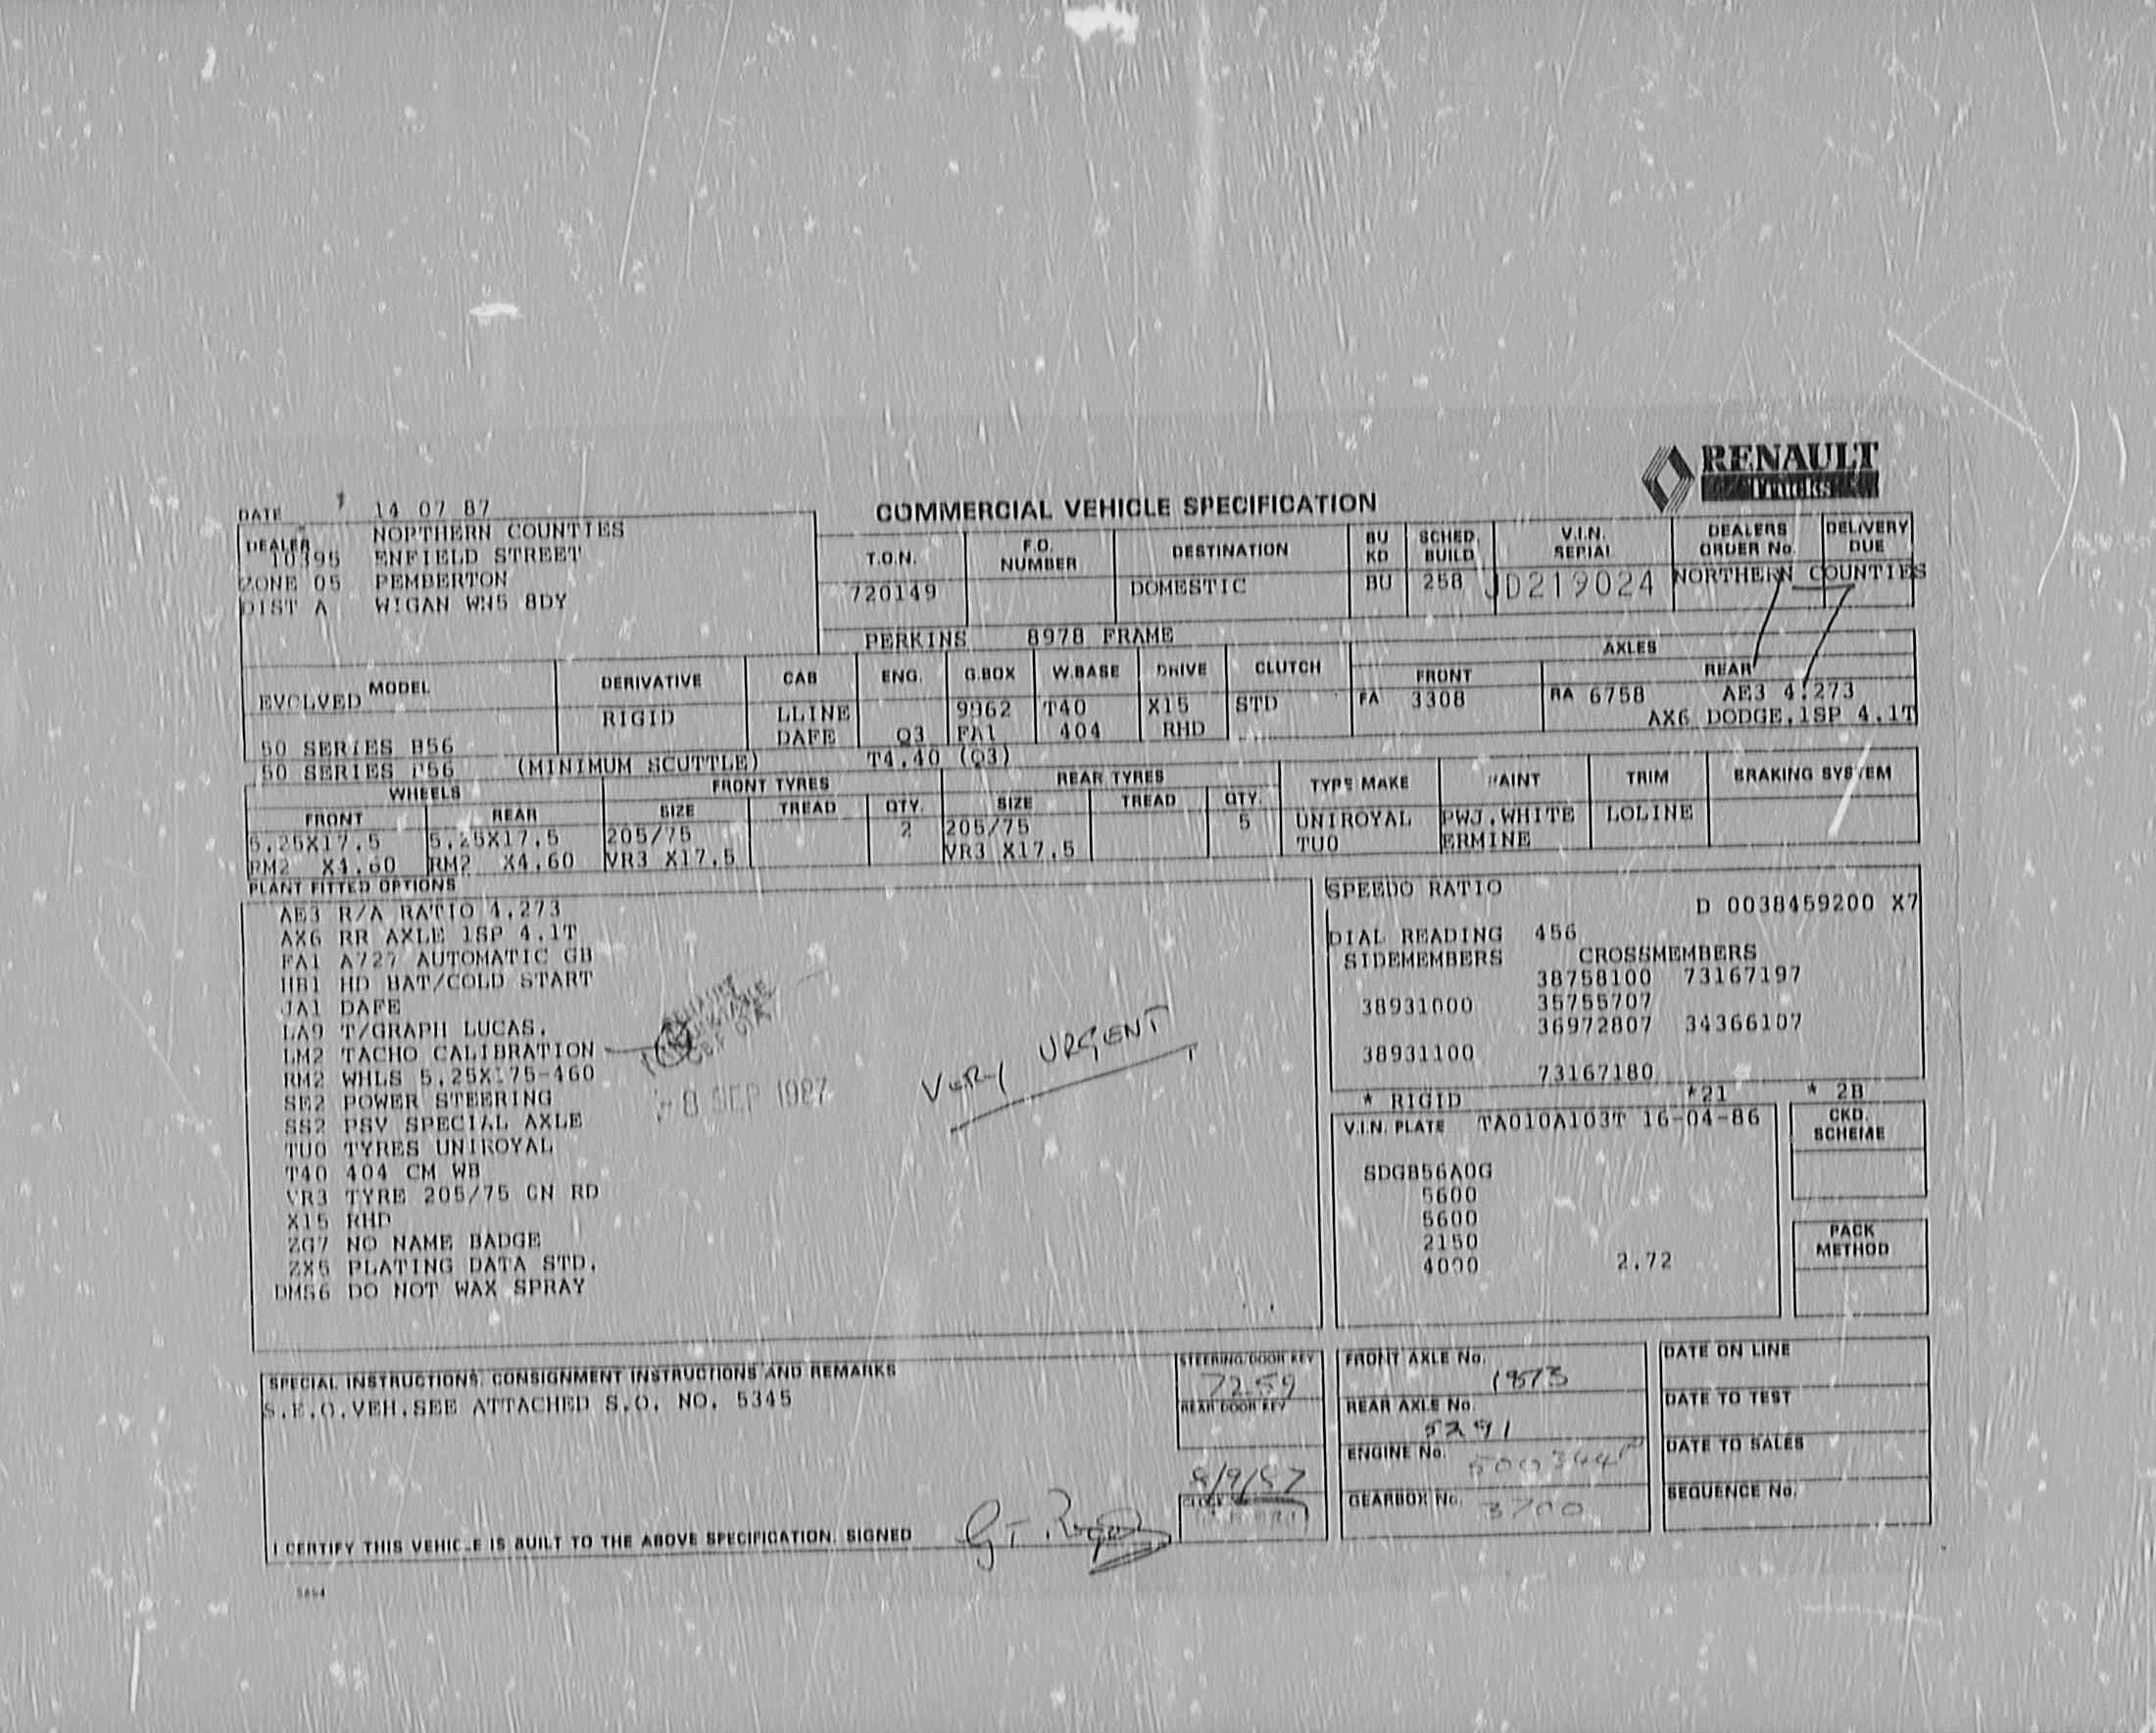 RENAULT
Trucks
DATE 14 07 87
COMMERCIAL VEHICLE SPECIFICATION
DEALER NOPTHERN COUNTIES
10395 ENFIELD STREET
ZONE 05 PEMBERTON
DIST A WIGAN WN5 8DY
T.O.N. F.O. NUMBER DESTINATION BU KD SCHED. BUILD V.I.N. SERIAL DEALERS ORDER No. DELIVERY DUE
720149 DOMESTIC BU 258 JD219024 NORTHERN COUNTIES
PERKINS 8978 FRAME
MODEL DERIVATIVE CAB ENG. G.BOX W.BASE DRIVE CLUTCH AXLES FRONT REAR
EVOLVED RIGID LLINE 9962 T40 X15 STD FA 3308 RA 6758 AE3 4.273
50 SERIES B56 DAFE Q3 FA1 404 RHD AX6 DODGE.1SP 4.1T
50 SERIES P56 (MINIMUM SCUTTLE) T4.40 (Q3)
WHEELS FRONT TYRES REAR TYRES TYPE MAKE PAINT TRIM BRAKING SYSTEM
FRONT REAR SIZE TREAD QTY. SIZE TREAD QTY.
5.25X17.5 5.25X17.5 205/75 2 205/75 5 UNIROYAL PWJ.WHITE LOLINE
RM2 X4.60 RM2 X4.60 VR3 X17.5 VR3 X17.5 TU0 ERMINE
PLANT FITTED OPTIONS
AE3 R/A RATIO 4.273
AX6 RR AXLE 1SP 4.1T
FA1 A727 AUTOMATIC GB
HB1 HD BAT/COLD START
JA1 DAFE
LA9 T/GRAPH LUCAS.
LM2 TACHO CALIBRATION
RM2 WHLS 5.25X175-460
SE2 POWER STEERING
SS2 PSV SPECIAL AXLE
TU0 TYRES UNIROYAL
T40 404 CM WB
VR3 TYRE 205/75 CN RD
X15 RHD
ZG7 NO NAME BADGE
ZX5 PLATING DATA STD.
DM56 DO NOT WAX SPRAY
-8 SEP 1987
VERY URGENT
SPEEDO RATIO
D 0038459200 X7
DIAL READING 456
SIDEMEMBERS CROSSMEMBERS
38758100 73167197
38931000 35755707
36972807 34366107
38931100
73167180
* RIGID *21 * 2B
V.I.N. PLATE TA010A103T 16-04-86
SDGB56A0G
5600
5600
2150
4000 2.72
CKD. SCHEME
PACK METHOD
SPECIAL INSTRUCTIONS, CONSIGNMENT INSTRUCTIONS AND REMARKS
S.E.O.VEH.SEE ATTACHED S.O. NO. 5345
STEERING/DOOR KEY
7259
REAR DOOR KEY
8/9/87
FRONT AXLE No. 1873
REAR AXLE No. 5291
ENGINE No. 500344P
GEARBOX No. 3700
DATE ON LINE
DATE TO TEST
DATE TO SALES
SEQUENCE No.
I CERTIFY THIS VEHICLE IS BUILT TO THE ABOVE SPECIFICATION. SIGNED